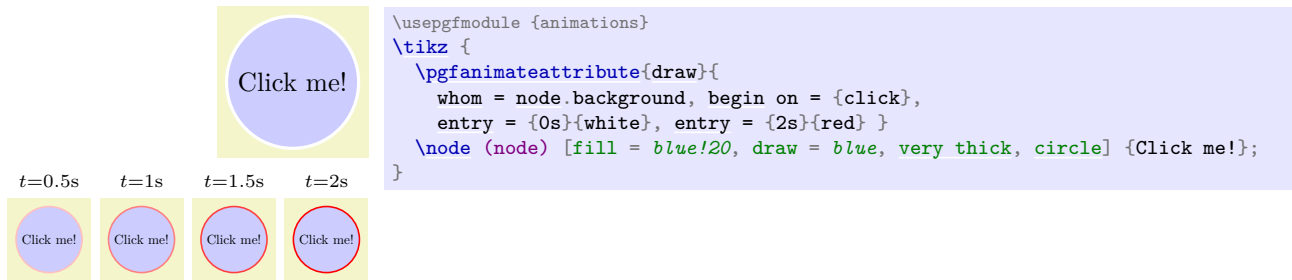 Click me!
t=0.5s t=1s t=1.5s t=2s
Click me! Click me! Click me! Click me!
\usepgfmodule {animations}
\tikz {
  \pgfanimateattribute{draw}{
    whom = node.background, begin on = {click},
    entry = {0s}{white}, entry = {2s}{red} }
  \node (node) [fill = blue!20, draw = blue, very thick, circle] {Click me!};
}